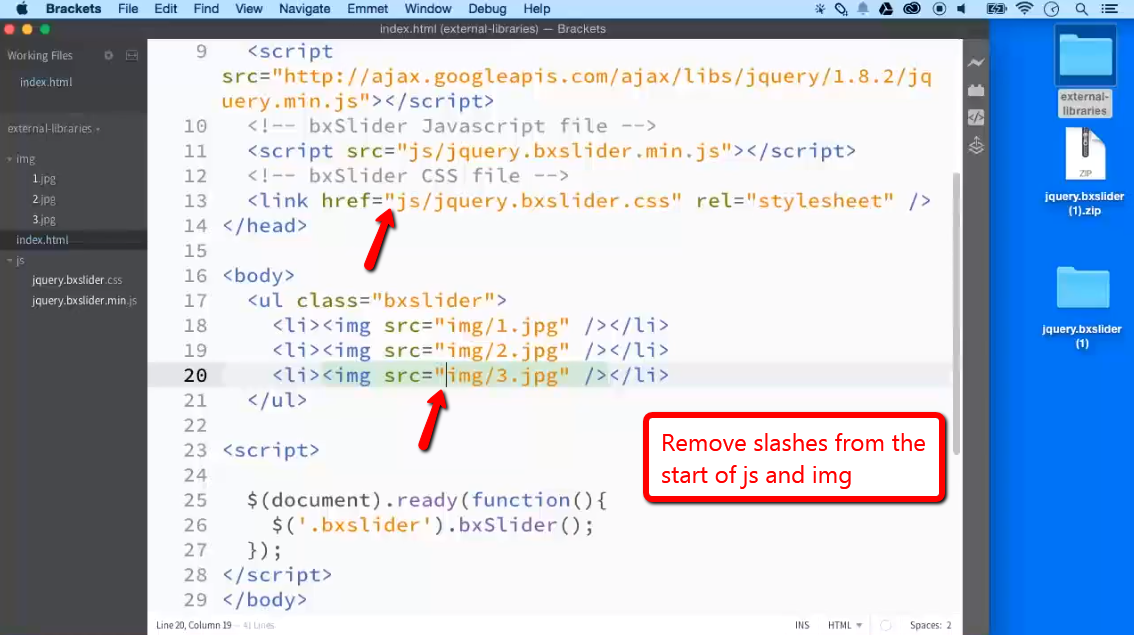 Brackets File Edit Find View Navigate Emmet Window Debug Help
index.html (external-libraries) — Brackets
Working Files
index.html
external-libraries
img
1.jpg
2.jpg
3.jpg
index.html
js
jquery.bxslider.css
jquery.bxslider.min.js
9 <script
src="http://ajax.googleapis.com/ajax/libs/jquery/1.8.2/jq
uery.min.js"></script>
10 <!-- bxSlider Javascript file -->
11 <script src="js/jquery.bxslider.min.js"></script>
12 <!-- bxSlider CSS file -->
13 <link href="js/jquery.bxslider.css" rel="stylesheet" />
14 </head>
15
16 <body>
17 <ul class="bxslider">
18 <li><img src="img/1.jpg" /></li>
19 <li><img src="img/2.jpg" /></li>
20 <li><img src="img/3.jpg" /></li>
21 </ul>
22
23 <script>
24
25 $(document).ready(function(){
26 $('.bxslider').bxSlider();
27 });
28 </script>
29 </body>
Remove slashes from the
start of js and img
Line 20, Column 19 — 41 Lines
INS HTML Spaces: 2
external-
libraries
ZIP
jquery.bxslider
(1).zip
jquery.bxslider
(1)